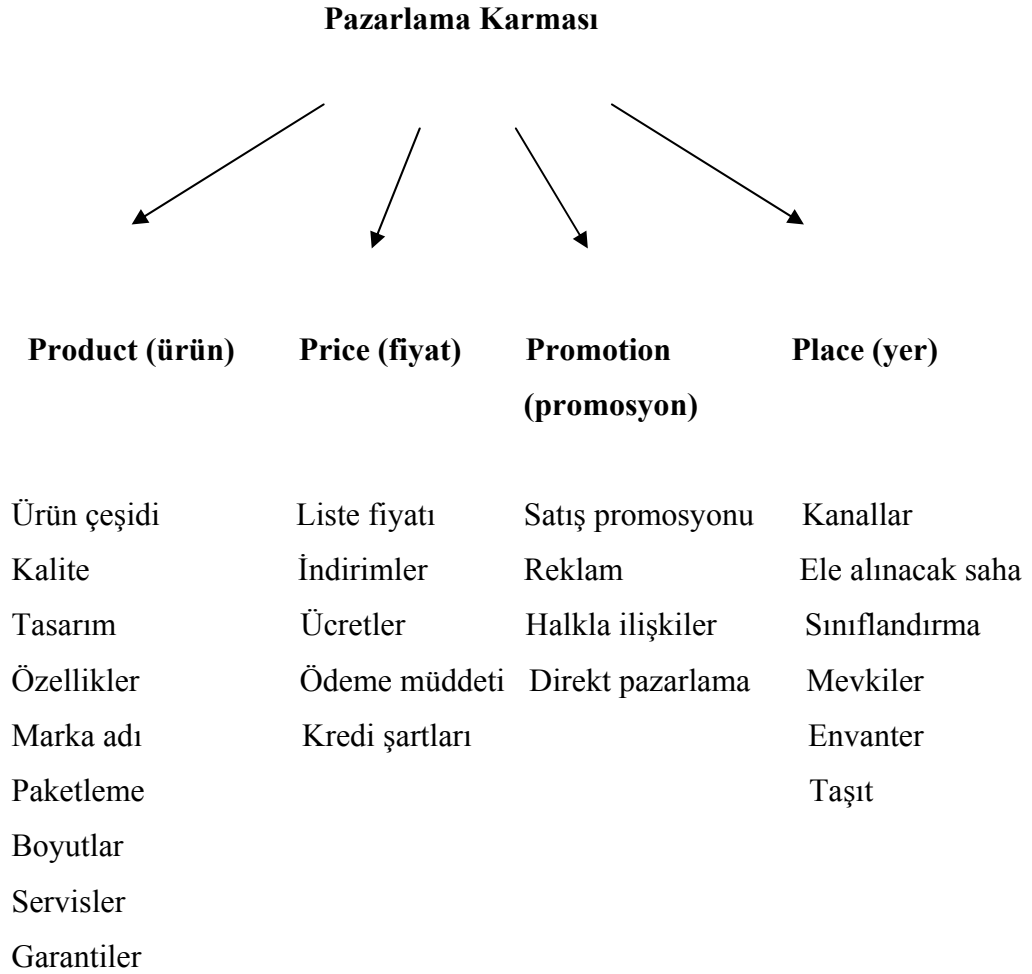 Pazarlama Karması
Product (ürün) Price (fiyat) Promotion Place (yer)
(promosyon)
Ürün çeşidi Liste fiyatı Satış promosyonu Kanallar
Kalite İndirimler Reklam Ele alınacak saha
Tasarım Ücretler Halkla ilişkiler Sınıflandırma
Özellikler Ödeme müddeti Direkt pazarlama Mevkiler
Marka adı Kredi şartları Envanter
Paketleme Taşıt
Boyutlar
Servisler
Garantiler